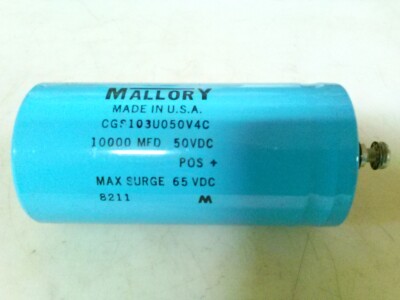 MALLORY
MADE IN U.S.A.
CGS103U050V4C
10000 MFD 50VDC
POS +
MAX SURGE 65 VDC
8211 M